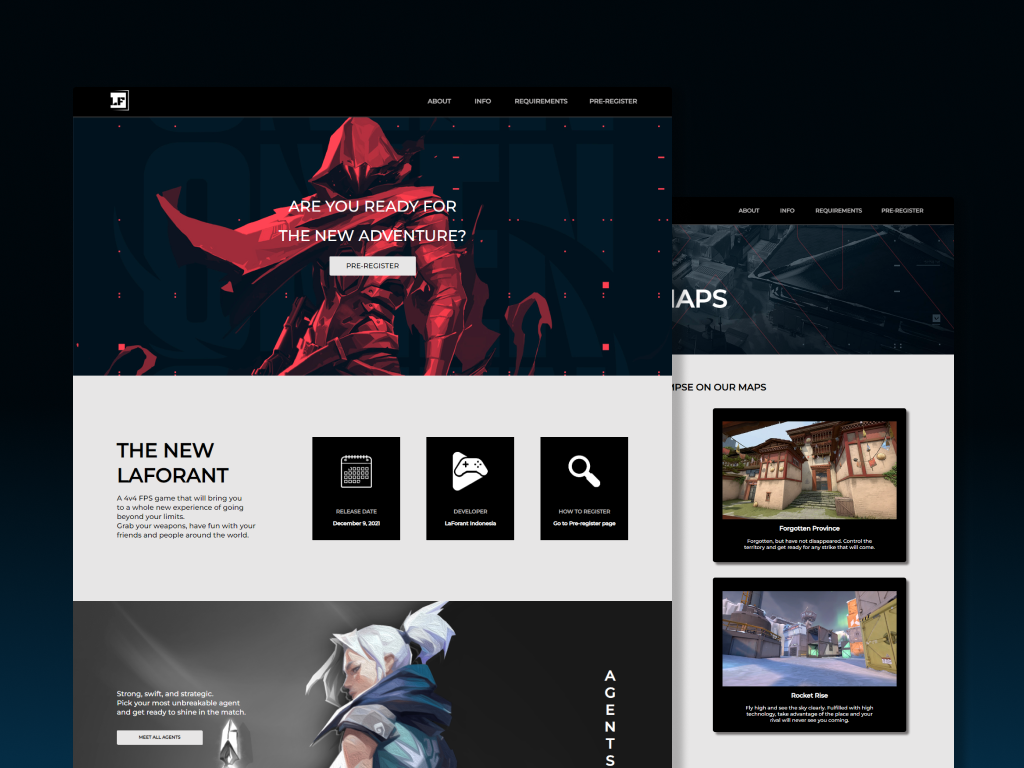 LF
ABOUT INFO REQUIREMENTS PRE-REGISTER
ARE YOU READY FOR
THE NEW ADVENTURE?
PRE-REGISTER
THE NEW
LAFORANT
A 4v4 FPS game that will bring you
to a whole new experience of going
beyond your limits.
Grab your weapons, have fun with your
friends and people around the world.
RELEASE DATE
December 9, 2021
DEVELOPER
LaForant Indonesia
HOW TO REGISTER
Go to Pre-register page
Strong, swift, and strategic.
Pick your most unbreakable agent
and get ready to shine in the match.
MEET ALL AGENTS
AGENTS
ABOUT INFO REQUIREMENTS PRE-REGISTER
MAPS
MPSE ON OUR MAPS
Forgotten Province
Forgotten, but have not disappeared. Control the
territory and get ready for any strike that will come.
Rocket Rise
Fly high and see the sky clearly. Fulfilled with high
technology, take advantage of the place and your
rival will never see you coming.